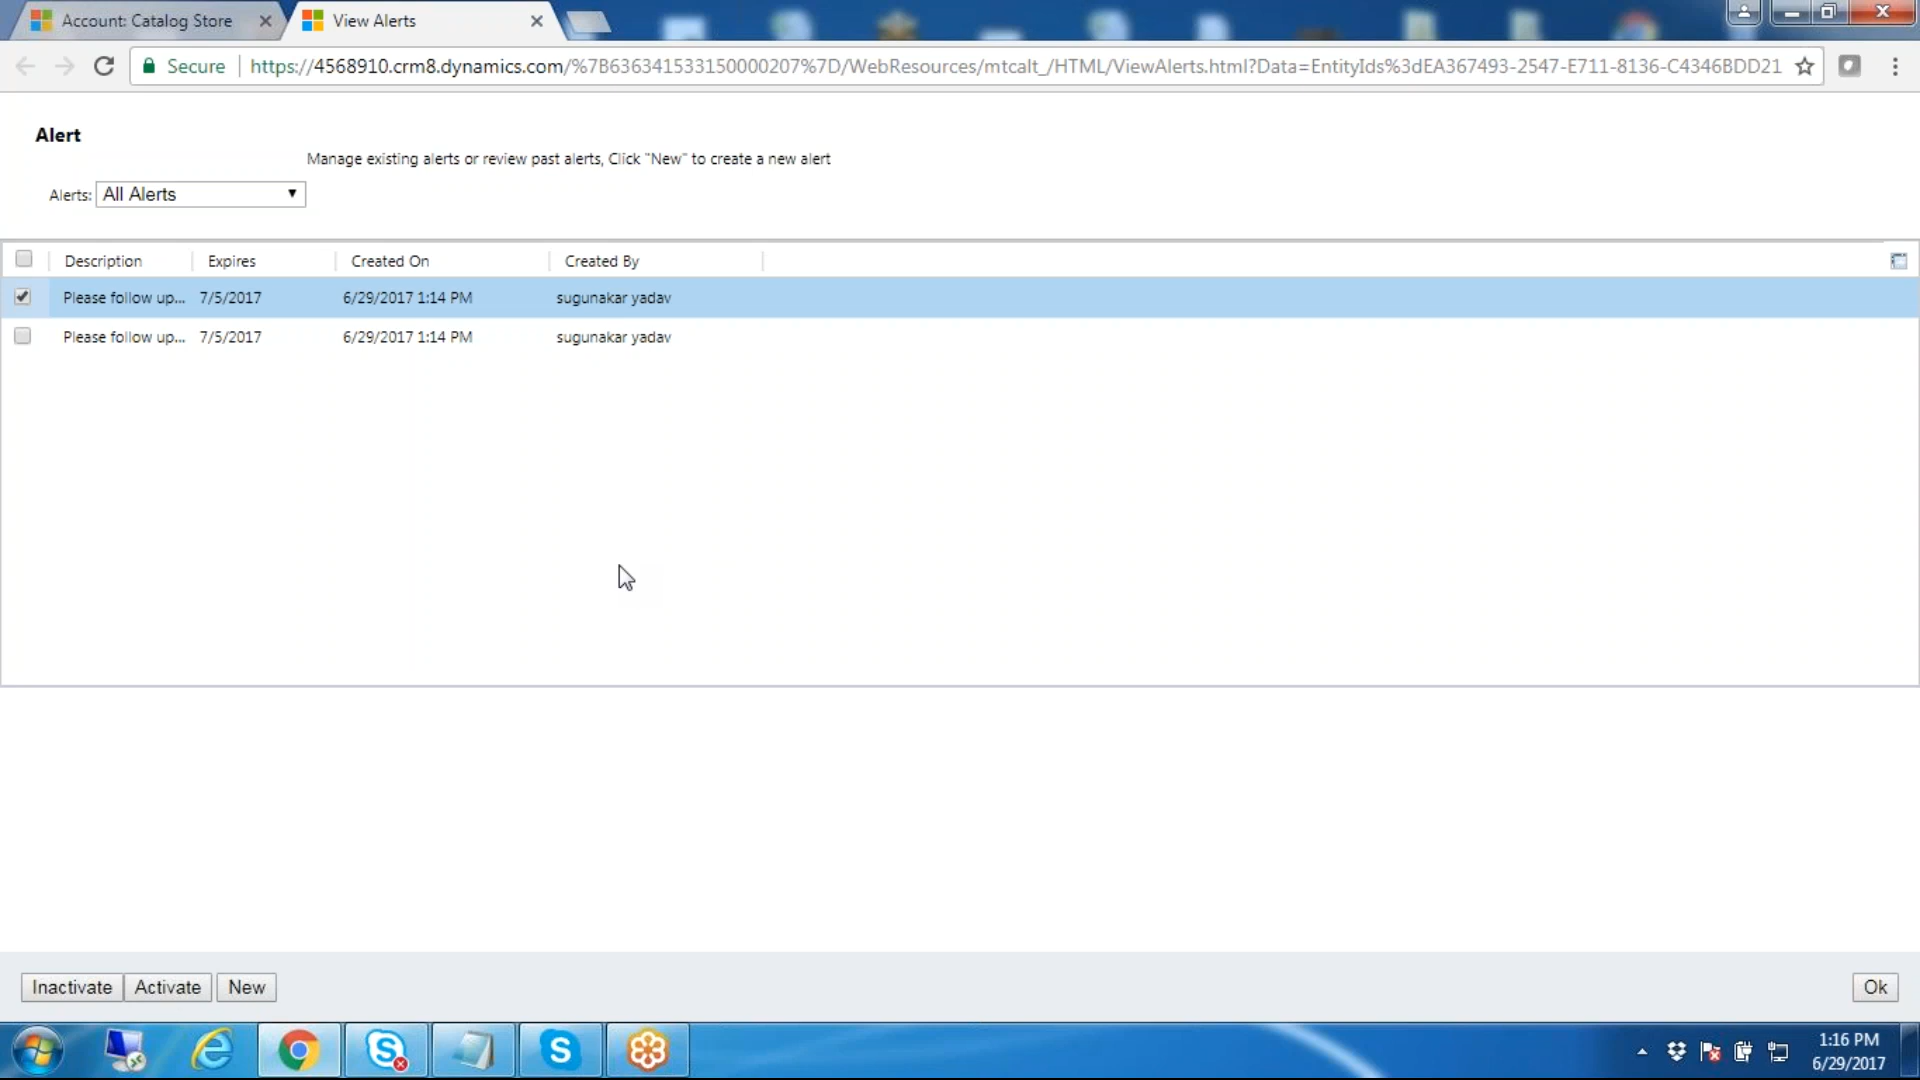 Account: Catalog Store
View Alerts
Secure
https://4568910.crm8.dynamics.com/%7B636341533150000207%7D/WebResources/mtcalt_/HTML/ViewAlerts.html?Data=EntityIds%3dEA367493-2547-E711-8136-C4346BDD21
Alert
Manage existing alerts or review past alerts, Click "New" to create a new alert
Alerts: All Alerts
Description Expires Created On Created By
Please follow up... 7/5/2017 6/29/2017 1:14 PM sugunakar yadav
Please follow up... 7/5/2017 6/29/2017 1:14 PM sugunakar yadav
Inactivate Activate New Ok
1:16 PM
6/29/2017